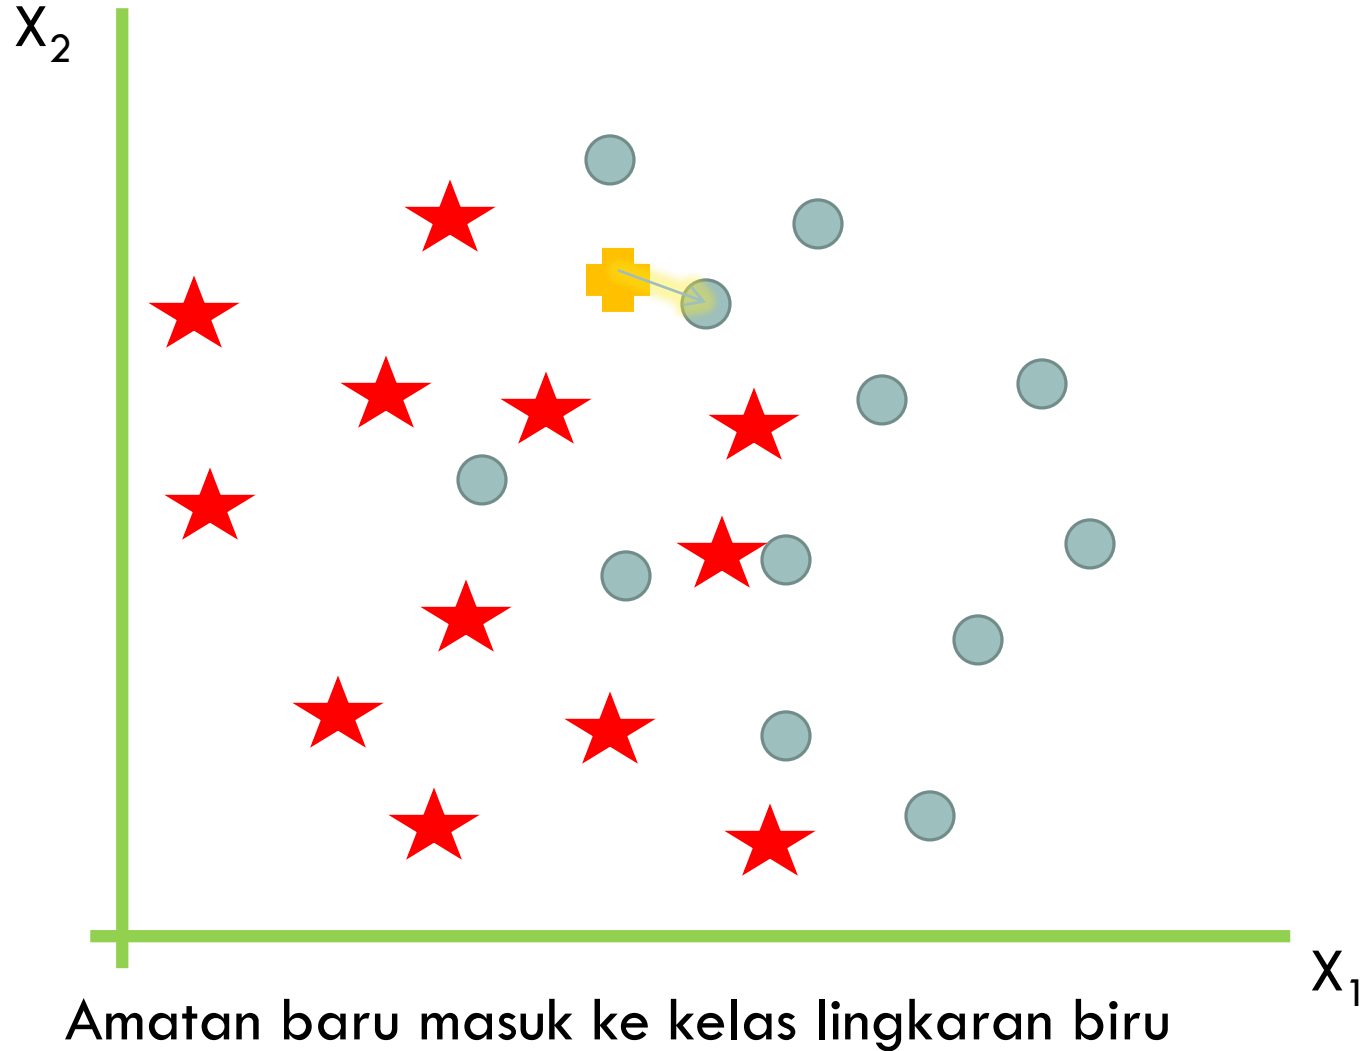 X₂
X₁
Amatan baru masuk ke kelas lingkaran biru